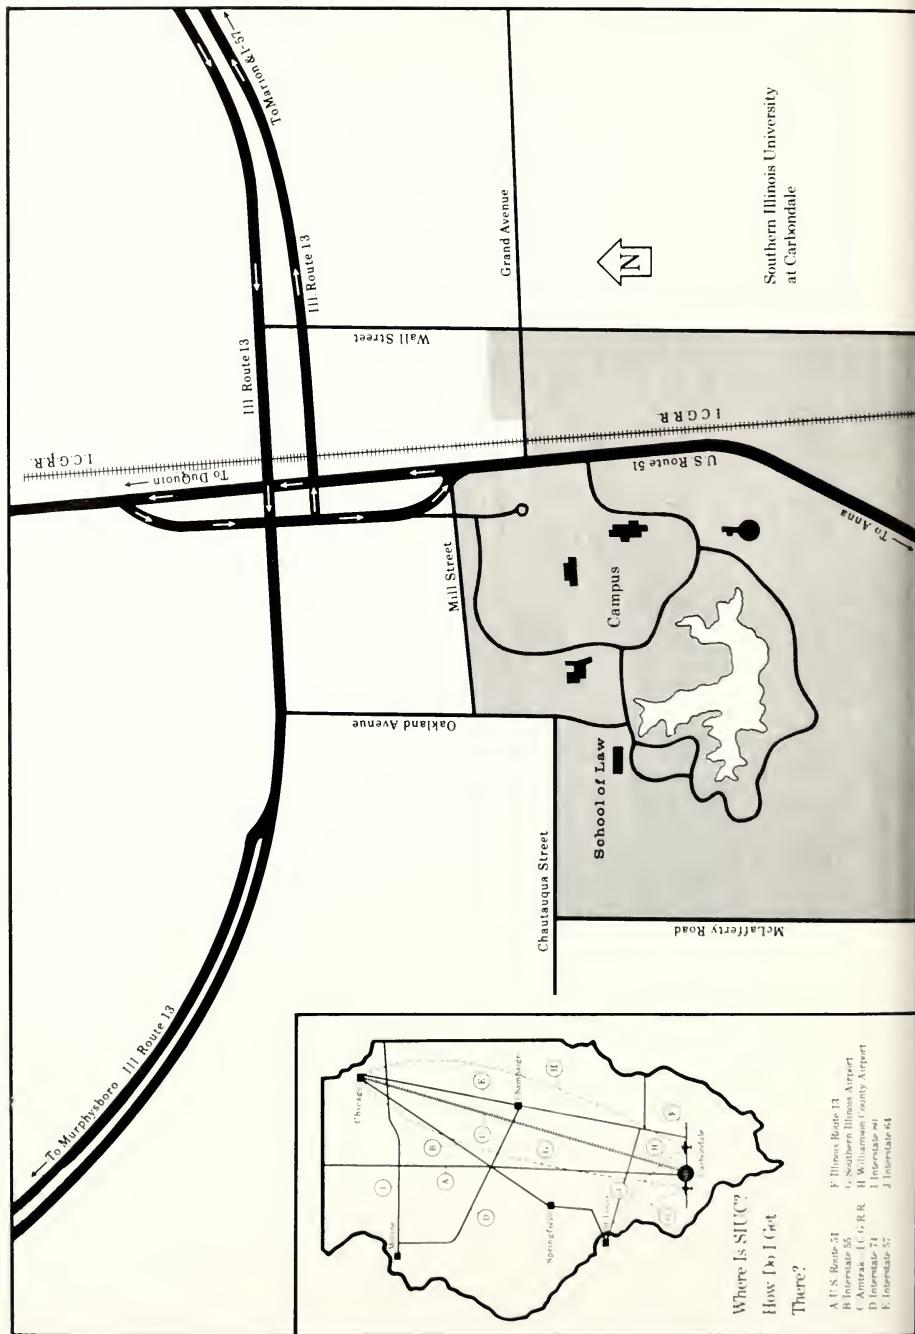 To Marion & I-57
Ill. Route 13
Ill. Route 13
Grand Avenue
N
Southern Illinois University
at Carbondale
Wall Street
I.C.G.R.R.
I.C.G.R.R.
To DuQuoin
U.S. Route 51
To Anna
Mill Street
Campus
Oakland Avenue
School of Law
Chautauqua Street
McLafferty Road
To Murphysboro Ill Route 13
Chicago
Champaign
Springfield
A
B
C
D
E
F
G
H
H
I
Where Is SIUC?
How Do I Get
There?
A U.S. Route 51
B Interstate 55
C Amtrak I.C.G.R.R
D Interstate 74
E Interstate 57
F Illinois Route 13
G Southern Illinois Airport
H Williamson County Airport
I Interstate 80
J Interstate 64